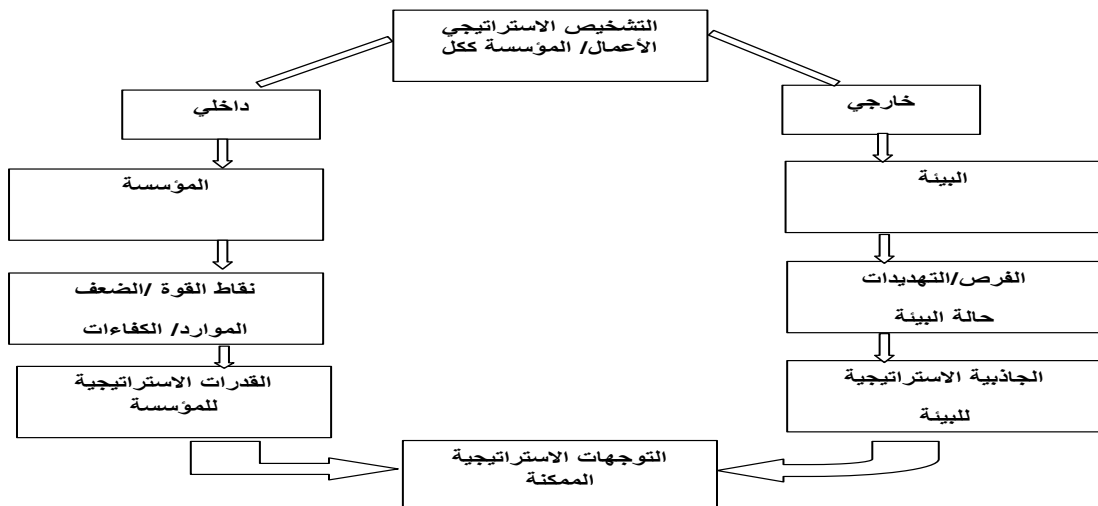 التشخيص الاستراتيجي
الأعمال/ المؤسسة ككل
خارجي
داخلي
البيئة
المؤسسة
الفرص/التهديدات
حالة البيئة
نقاط القوة /الضعف
الموارد/ الكفاءات
الجاذبية الاستراتيجية
للبيئة
القدرات الاستراتيجية
للمؤسسة
التوجهات الاستراتيجية
الممكنة